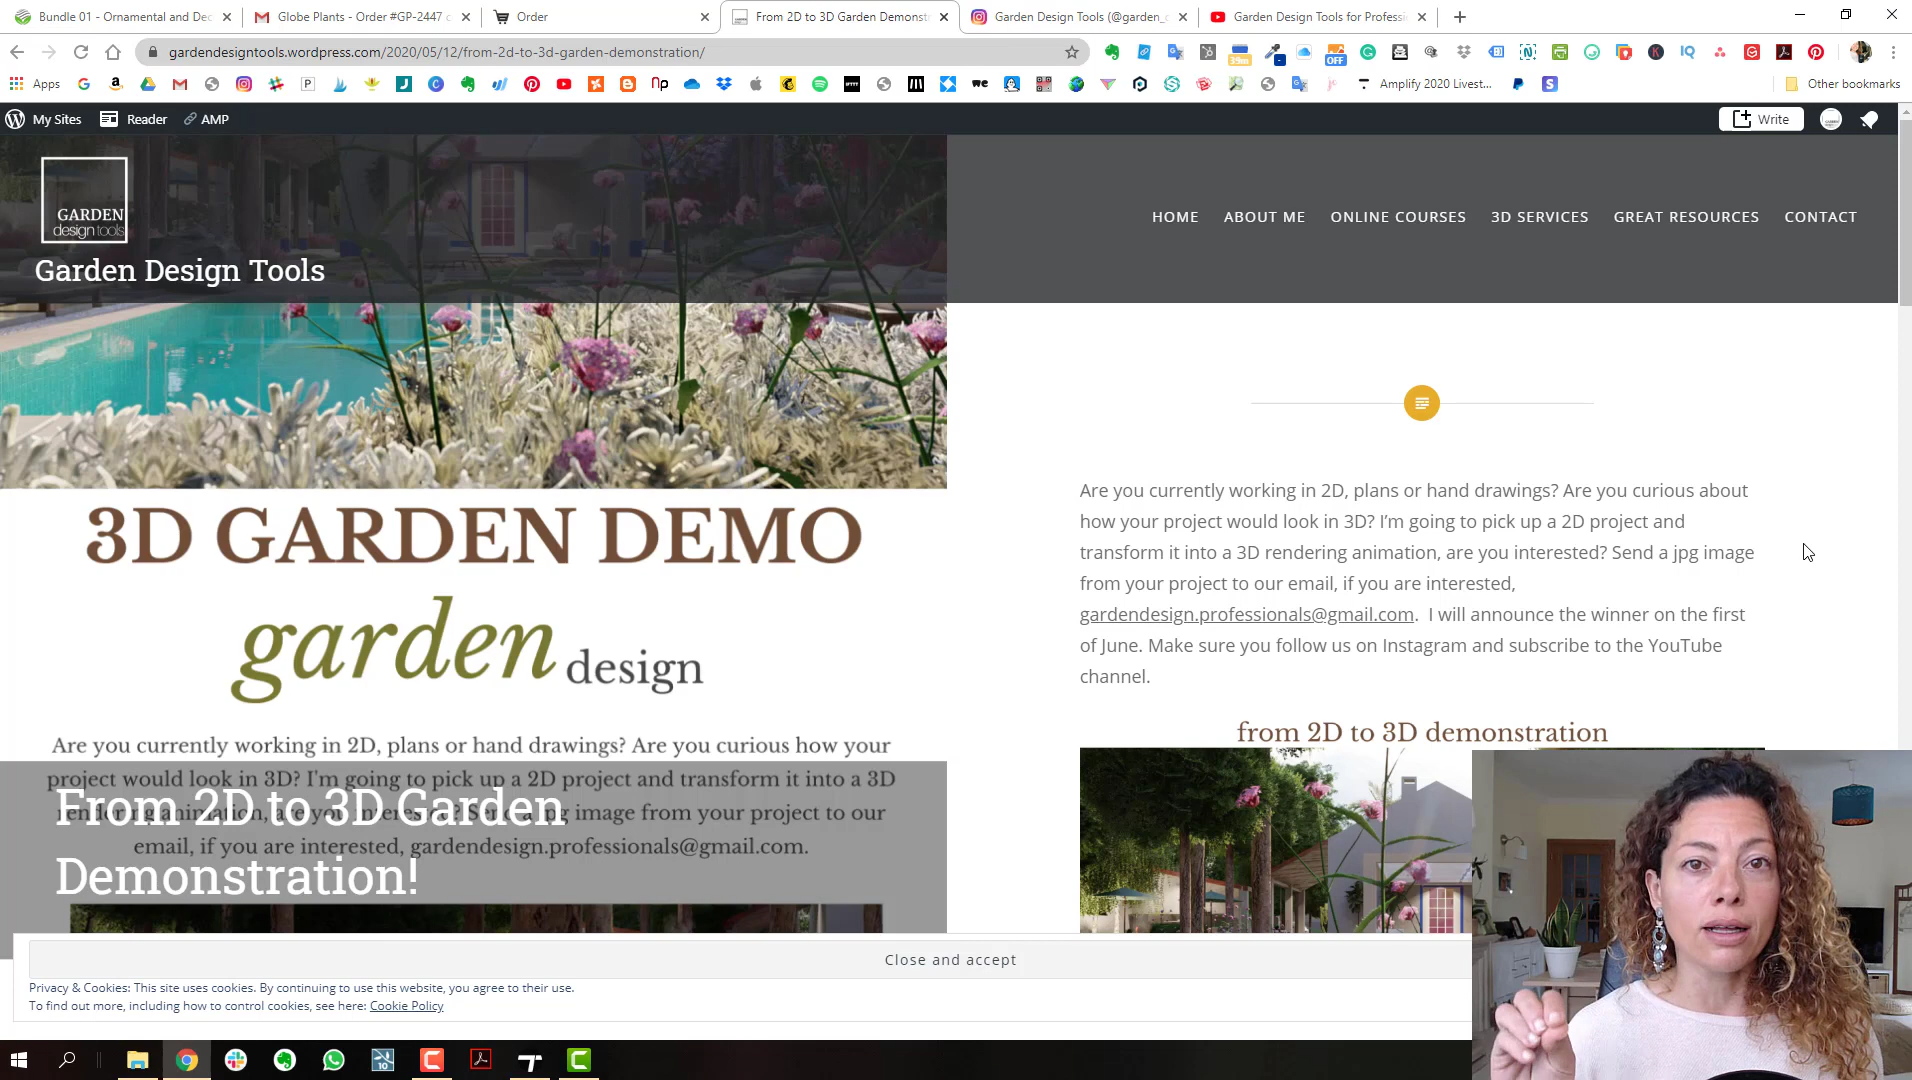 Bundle 01 - Ornamental and Dec
Globe Plants - Order #GP-2447 c
Order
From 2D to 3D Garden Demonst
Garden Design Tools (@garden_d
Garden Design Tools for Professi
gardendesigntools.wordpress.com/2020/05/12/from-2d-to-3d-garden-demonstration/
39m
OFF
Apps
Amplify 2020 Livest...
Other bookmarks
My Sites
Reader
AMP
Write
GARDEN
design tools
Garden Design Tools
HOME
ABOUT ME
ONLINE COURSES
3D SERVICES
GREAT RESOURCES
CONTACT
3D GARDEN DEMO
garden design
Are you currently working in 2D, plans or hand drawings? Are you curious how your
project would look in 3D? I'm going to pick up a 2D project and transform it into a 3D
rendering animation, are you interested? Send a jpg image from your project to our
email, if you are interested, gardendesign.professionals@gmail.com.
From 2D to 3D Garden
Demonstration!
Are you currently working in 2D, plans or hand drawings? Are you curious about
how your project would look in 3D? I'm going to pick up a 2D project and
transform it into a 3D rendering animation, are you interested? Send a jpg image
from your project to our email, if you are interested,
gardendesign.professionals@gmail.com. I will announce the winner on the first
of June. Make sure you follow us on Instagram and subscribe to the YouTube
channel.
from 2D to 3D demonstration
Close and accept
Privacy & Cookies: This site uses cookies. By continuing to use this website, you agree to their use.
To find out more, including how to control cookies, see here: Cookie Policy